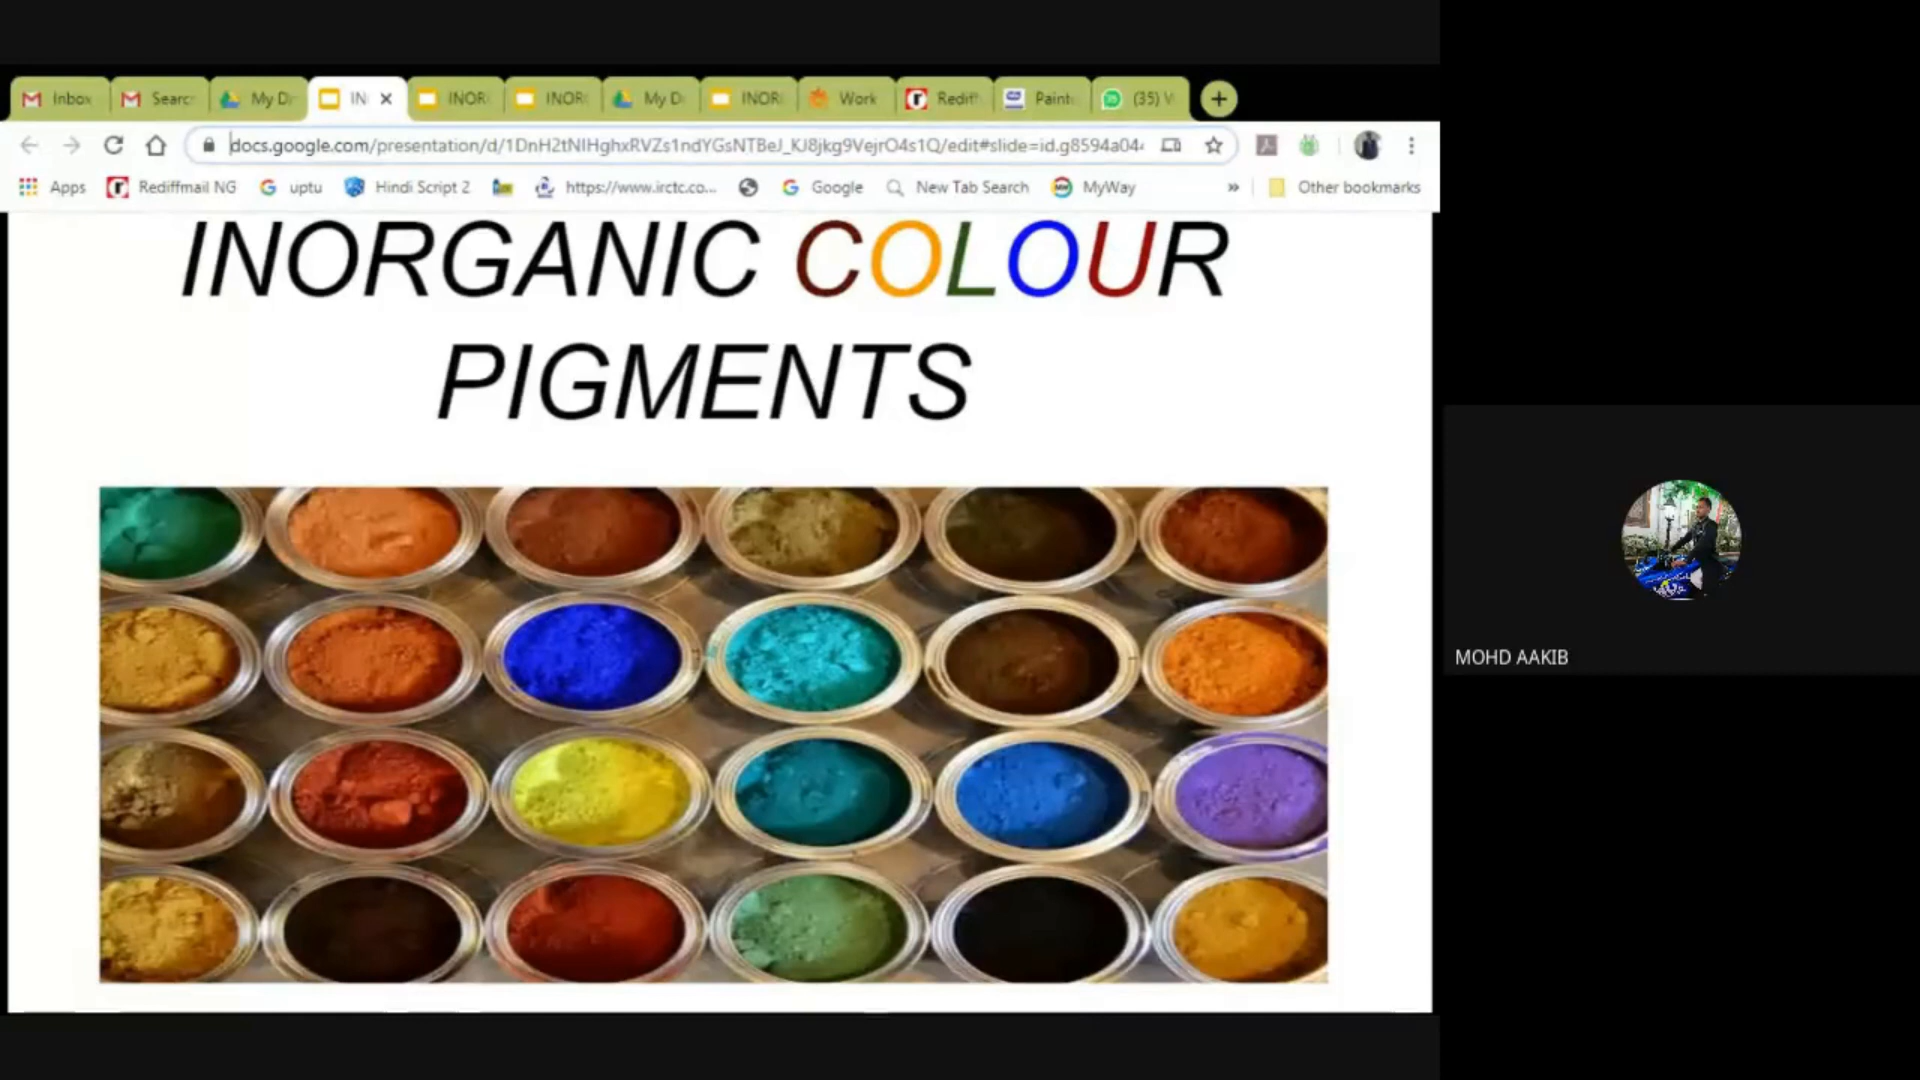 Inbox
Searc
My Dr
IN
INOR
INOR
My D
INOR
Work
Rediff
Paint
(35) V
docs.google.com/presentation/d/1DnH2tNIHghxRVZs1ndYGsNTBeJ_KJ8jkg9VejrO4s1Q/edit#slide=id.g8594a04
Apps
Rediffmail NG
uptu
Hindi Script 2
https://www.irctc.co...
Google
New Tab Search
MyWay
»
Other bookmarks
INORGANIC COLOUR
PIGMENTS
MOHD AAKIB